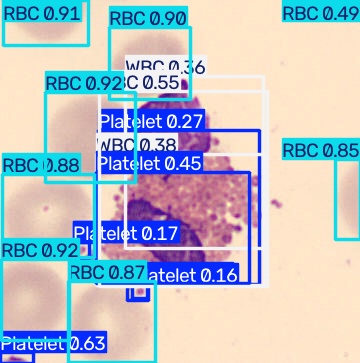 RBC 0.91
RBC 0.90
RBC 0.49
WBC 0.36
RBC 0.92
C 0.55
Platelet 0.27
WBC 0.38
RBC 0.85
RBC 0.88
Platelet 0.45
Platelet 0.17
RBC 0.92
RBC 0.87
atelet 0.16
Platelet 0.63